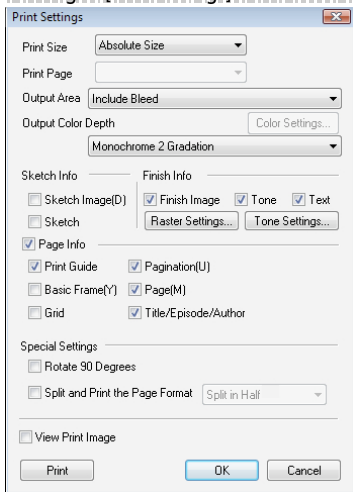 Print Settings
Print Size Absolute Size
Print Page
Output Area Include Bleed
Output Color Depth Color Settings...
Monochrome 2 Gradation
Sketch Info Finish Info
Sketch Image(D) Finish Image Tone Text
Sketch Raster Settings... Tone Settings...
Page Info
Print Guide Pagination(U)
Basic Frame(Y) Page(M)
Grid Title/Episode/Author
Special Settings
Rotate 90 Degrees
Split and Print the Page Format Split in Half
View Print Image
Print OK Cancel